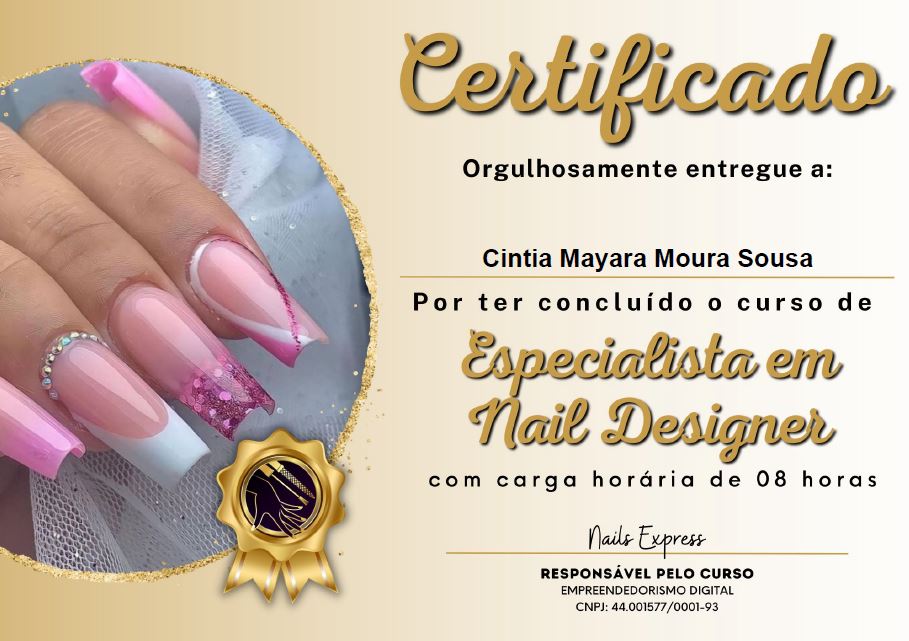 Certificado
Orgulhosamente entregue a:
Cintia Mayara Moura Sousa
Por ter concluído o curso de
Especialista em
Nail Designer
com carga horária de 08 horas
Nails Express
RESPONSÁVEL PELO CURSO
EMPREENDEDORISMO DIGITAL
CNPJ: 44.001577/0001-93